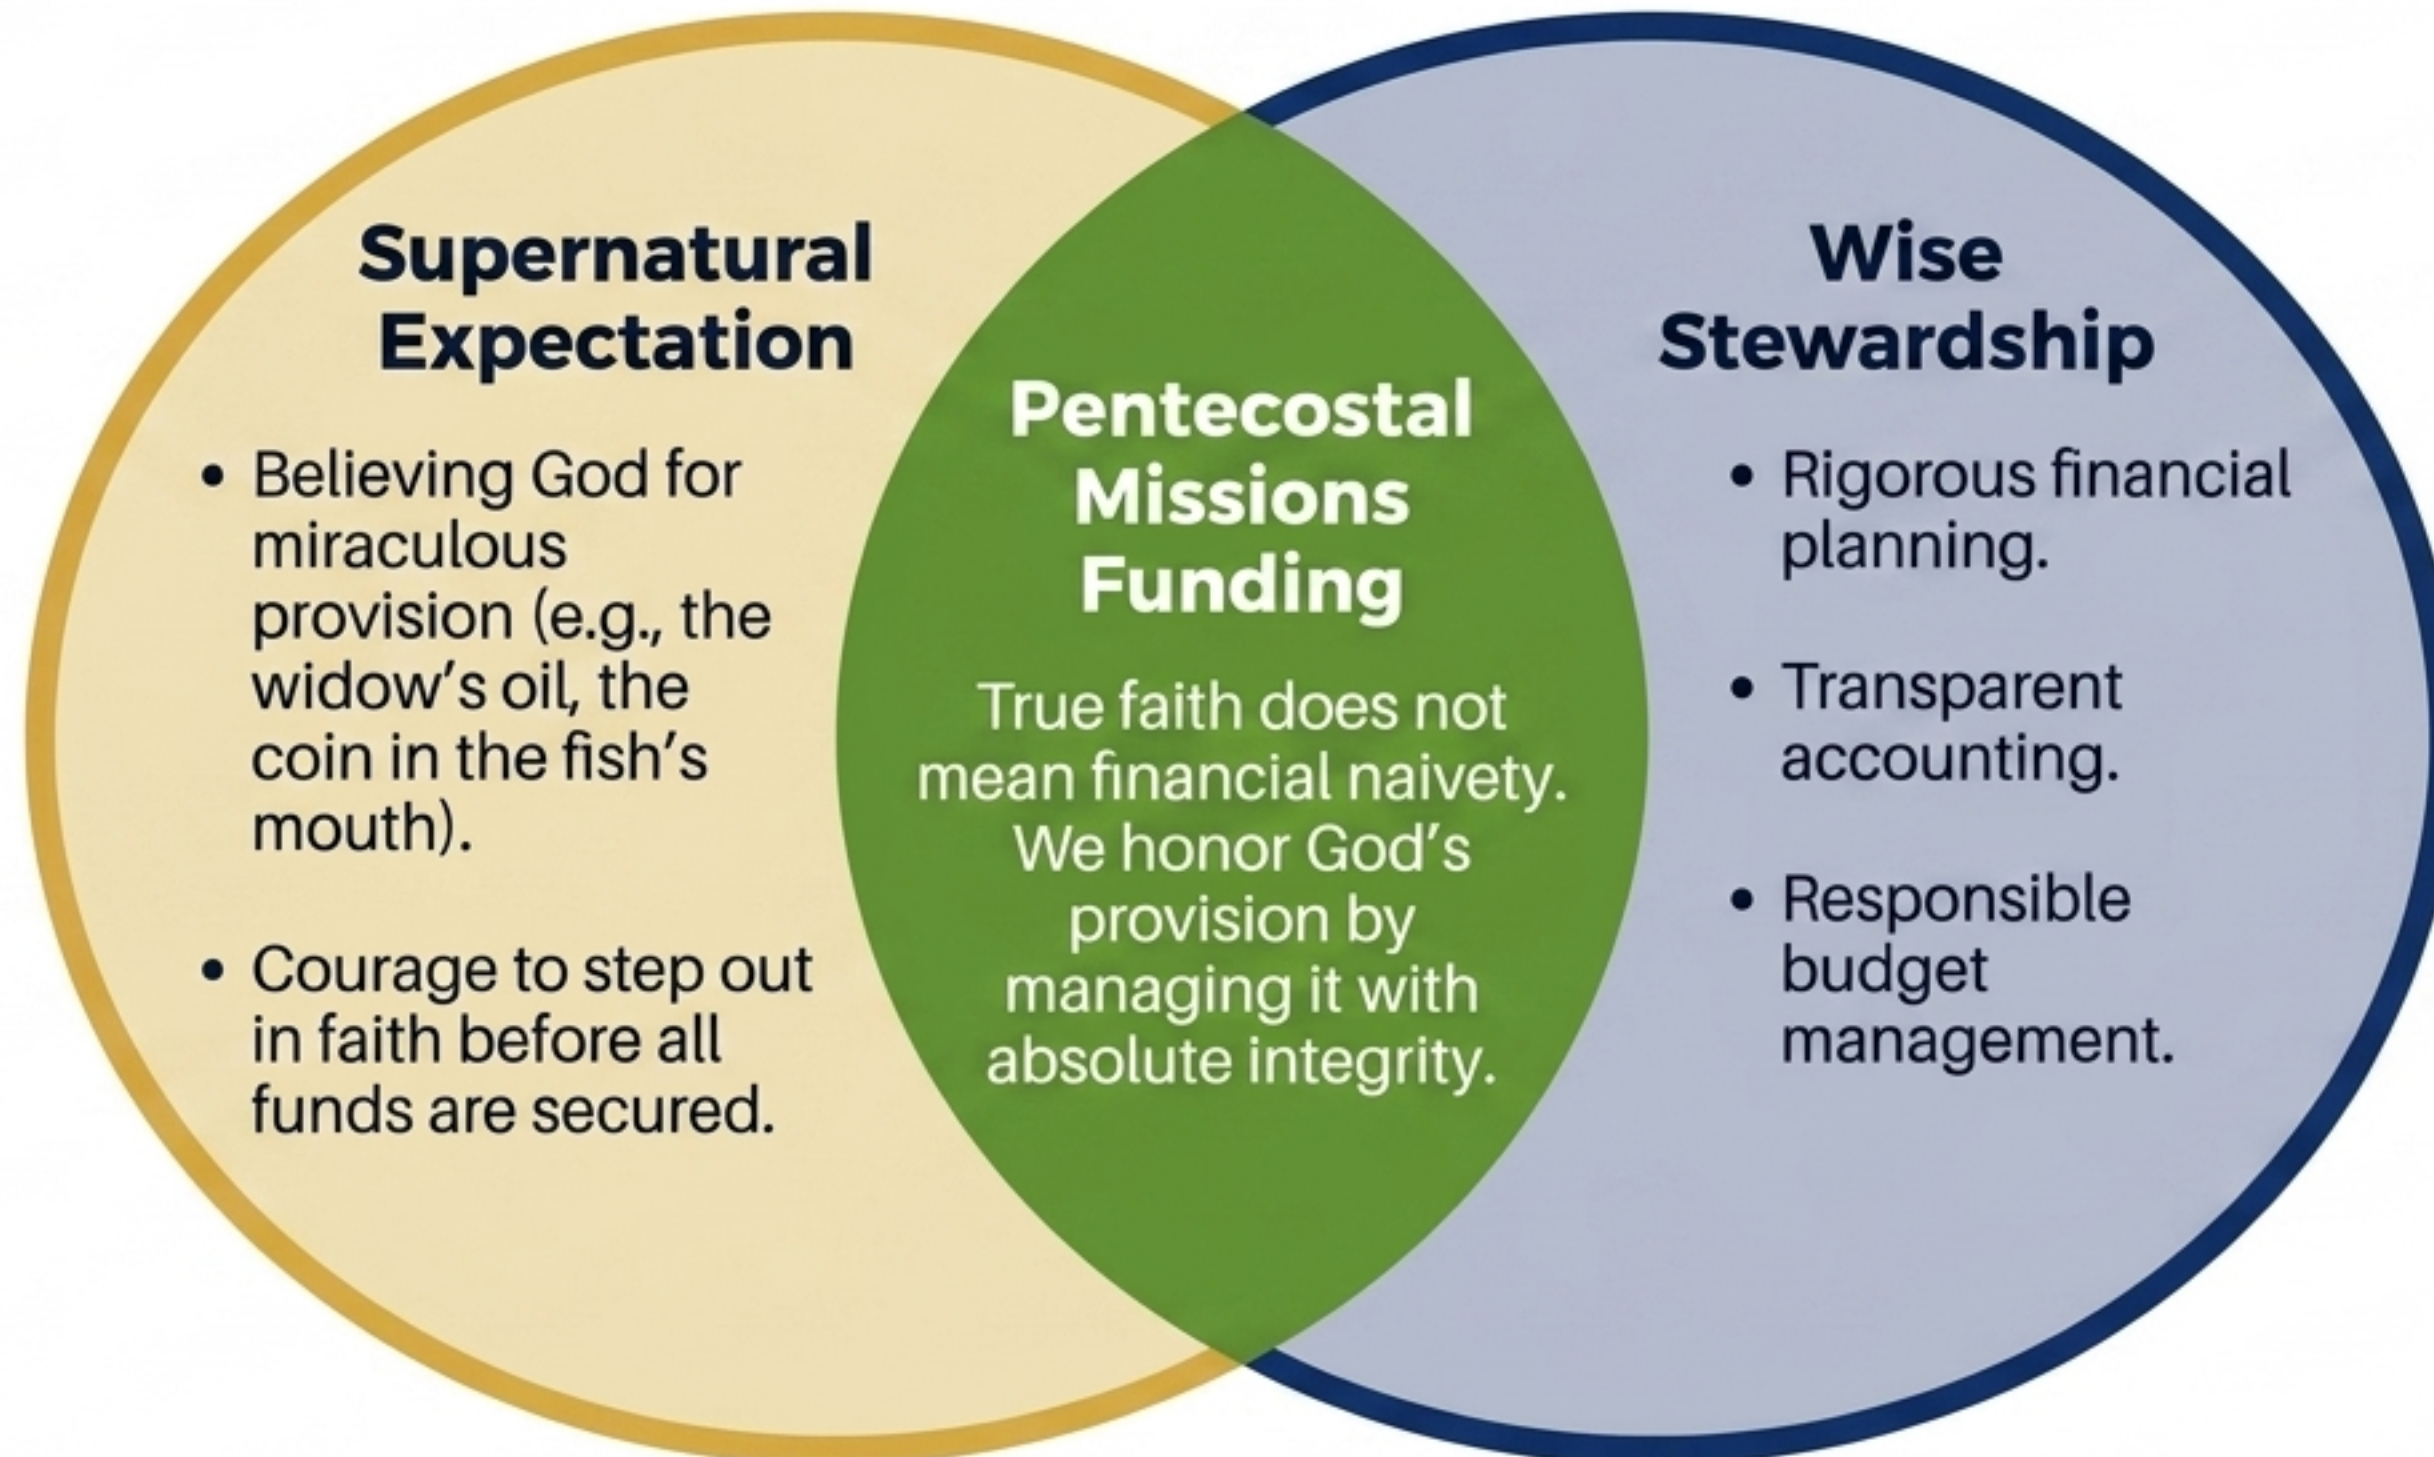 Supernatural
Expectation
• Believing God for
miraculous
provision (e.g., the
widow's oil, the
coin in the fish's
mouth).
• Courage to step out
in faith before all
funds are secured.
Pentecostal
Missions
Funding
True faith does not
mean financial naivety.
We honor God's
provision by
managing it with
absolute integrity.
Wise
Stewardship
• Rigorous financial
planning.
• Transparent
accounting.
• Responsible
budget
management.